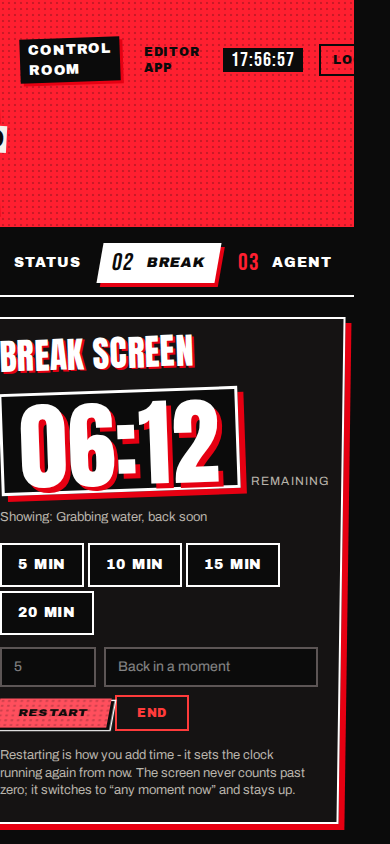 CONTROL
ROOM
EDITOR
APP
17:56:57
LO
STATUS
02 BREAK
03 AGENT
BREAK SCREEN
06:12
REMAINING
Showing: Grabbing water, back soon
5 MIN
10 MIN
15 MIN
20 MIN
5
Back in a moment
RESTART
END
Restarting is how you add time - it sets the clock
running again from now. The screen never counts past
zero; it switches to “any moment now” and stays up.